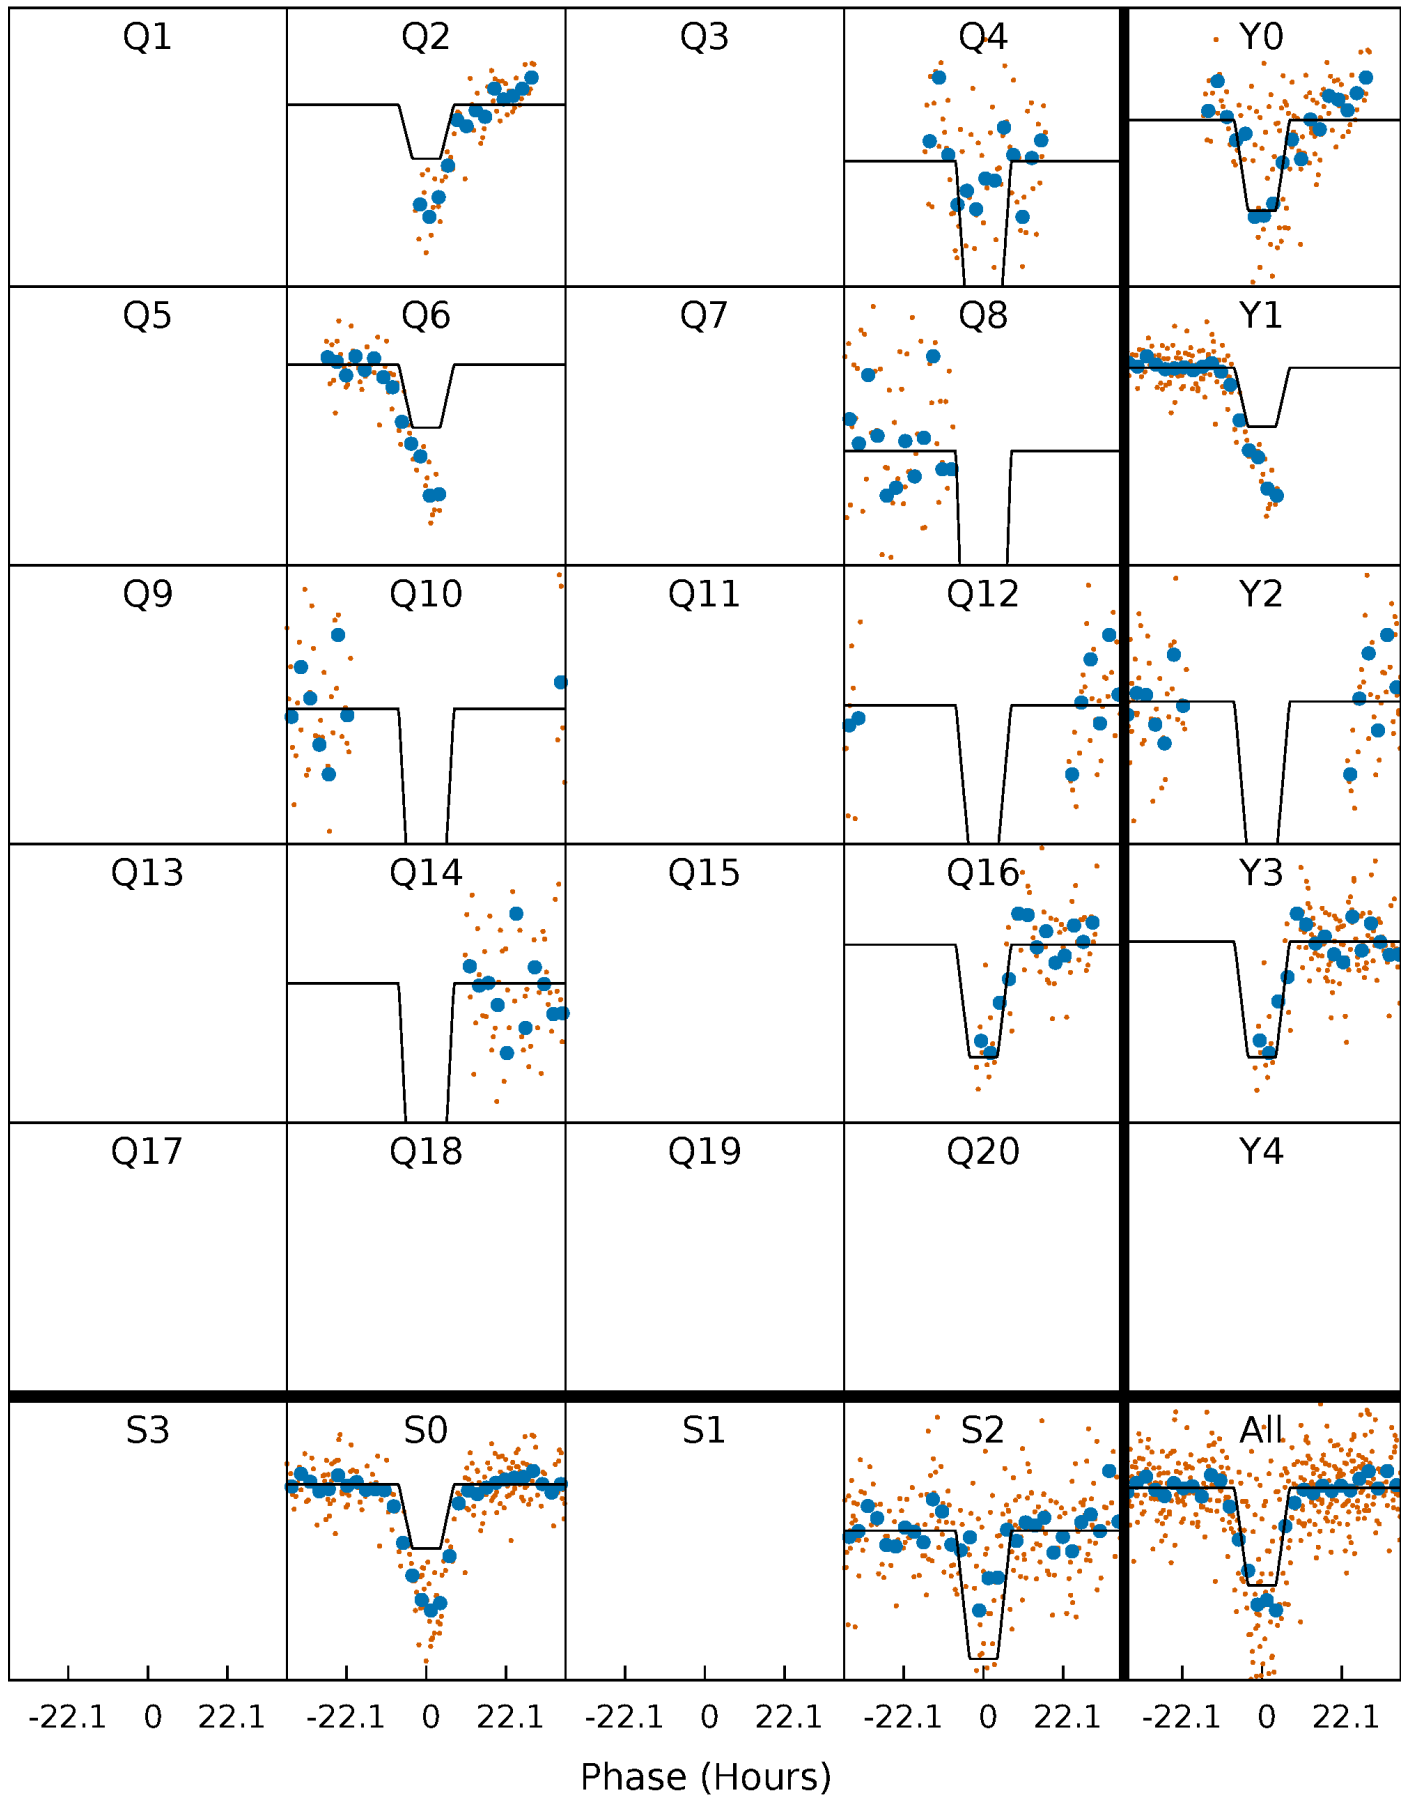 Q1 Q2 Q3 Q4 Y0
Q5 Q6 Q7 Q8 Y1
Q9 Q10 Q11 Q12 Y2
Q13 Q14 Q15 Q16 Y3
Q17 Q18 Q19 Q20 Y4
S3 S0 S1 S2 All
-22.1 0 22.1 -22.1 0 22.1 -22.1 0 22.1 -22.1 0 22.1 -22.1 0 22.1
Phase (Hours)